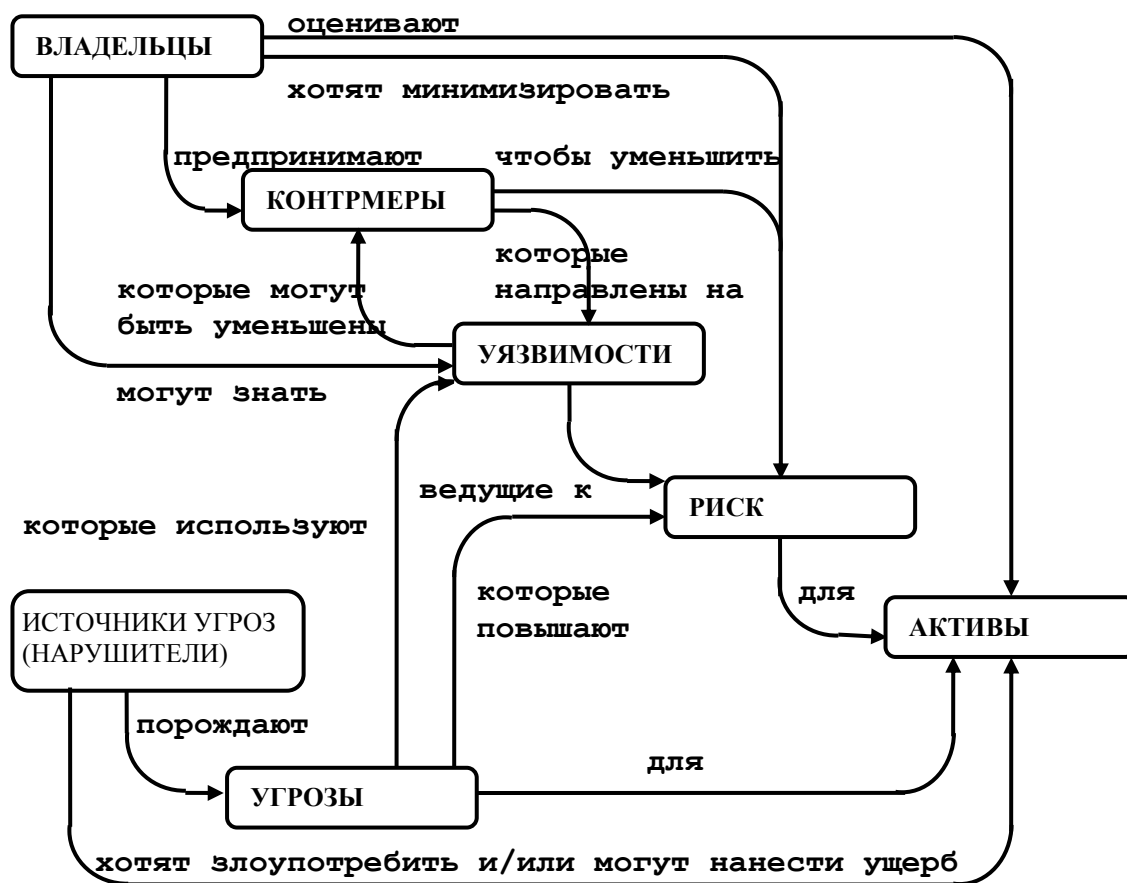 оценивают
ВЛАДЕЛЬЦЫ
хотят минимизировать
предпринимают
чтобы уменьшить
КОНТРМЕРЫ
которые
направлены на
которые могут
быть уменьшены
УЯЗВИМОСТИ
могут знать
ведущие к
РИСК
которые используют
которые
повышают
для
ИСТОЧНИКИ УГРОЗ
(НАРУШИТЕЛИ)
АКТИВЫ
порождают
для
УГРОЗЫ
хотят злоупотребить и/или могут нанести ущерб